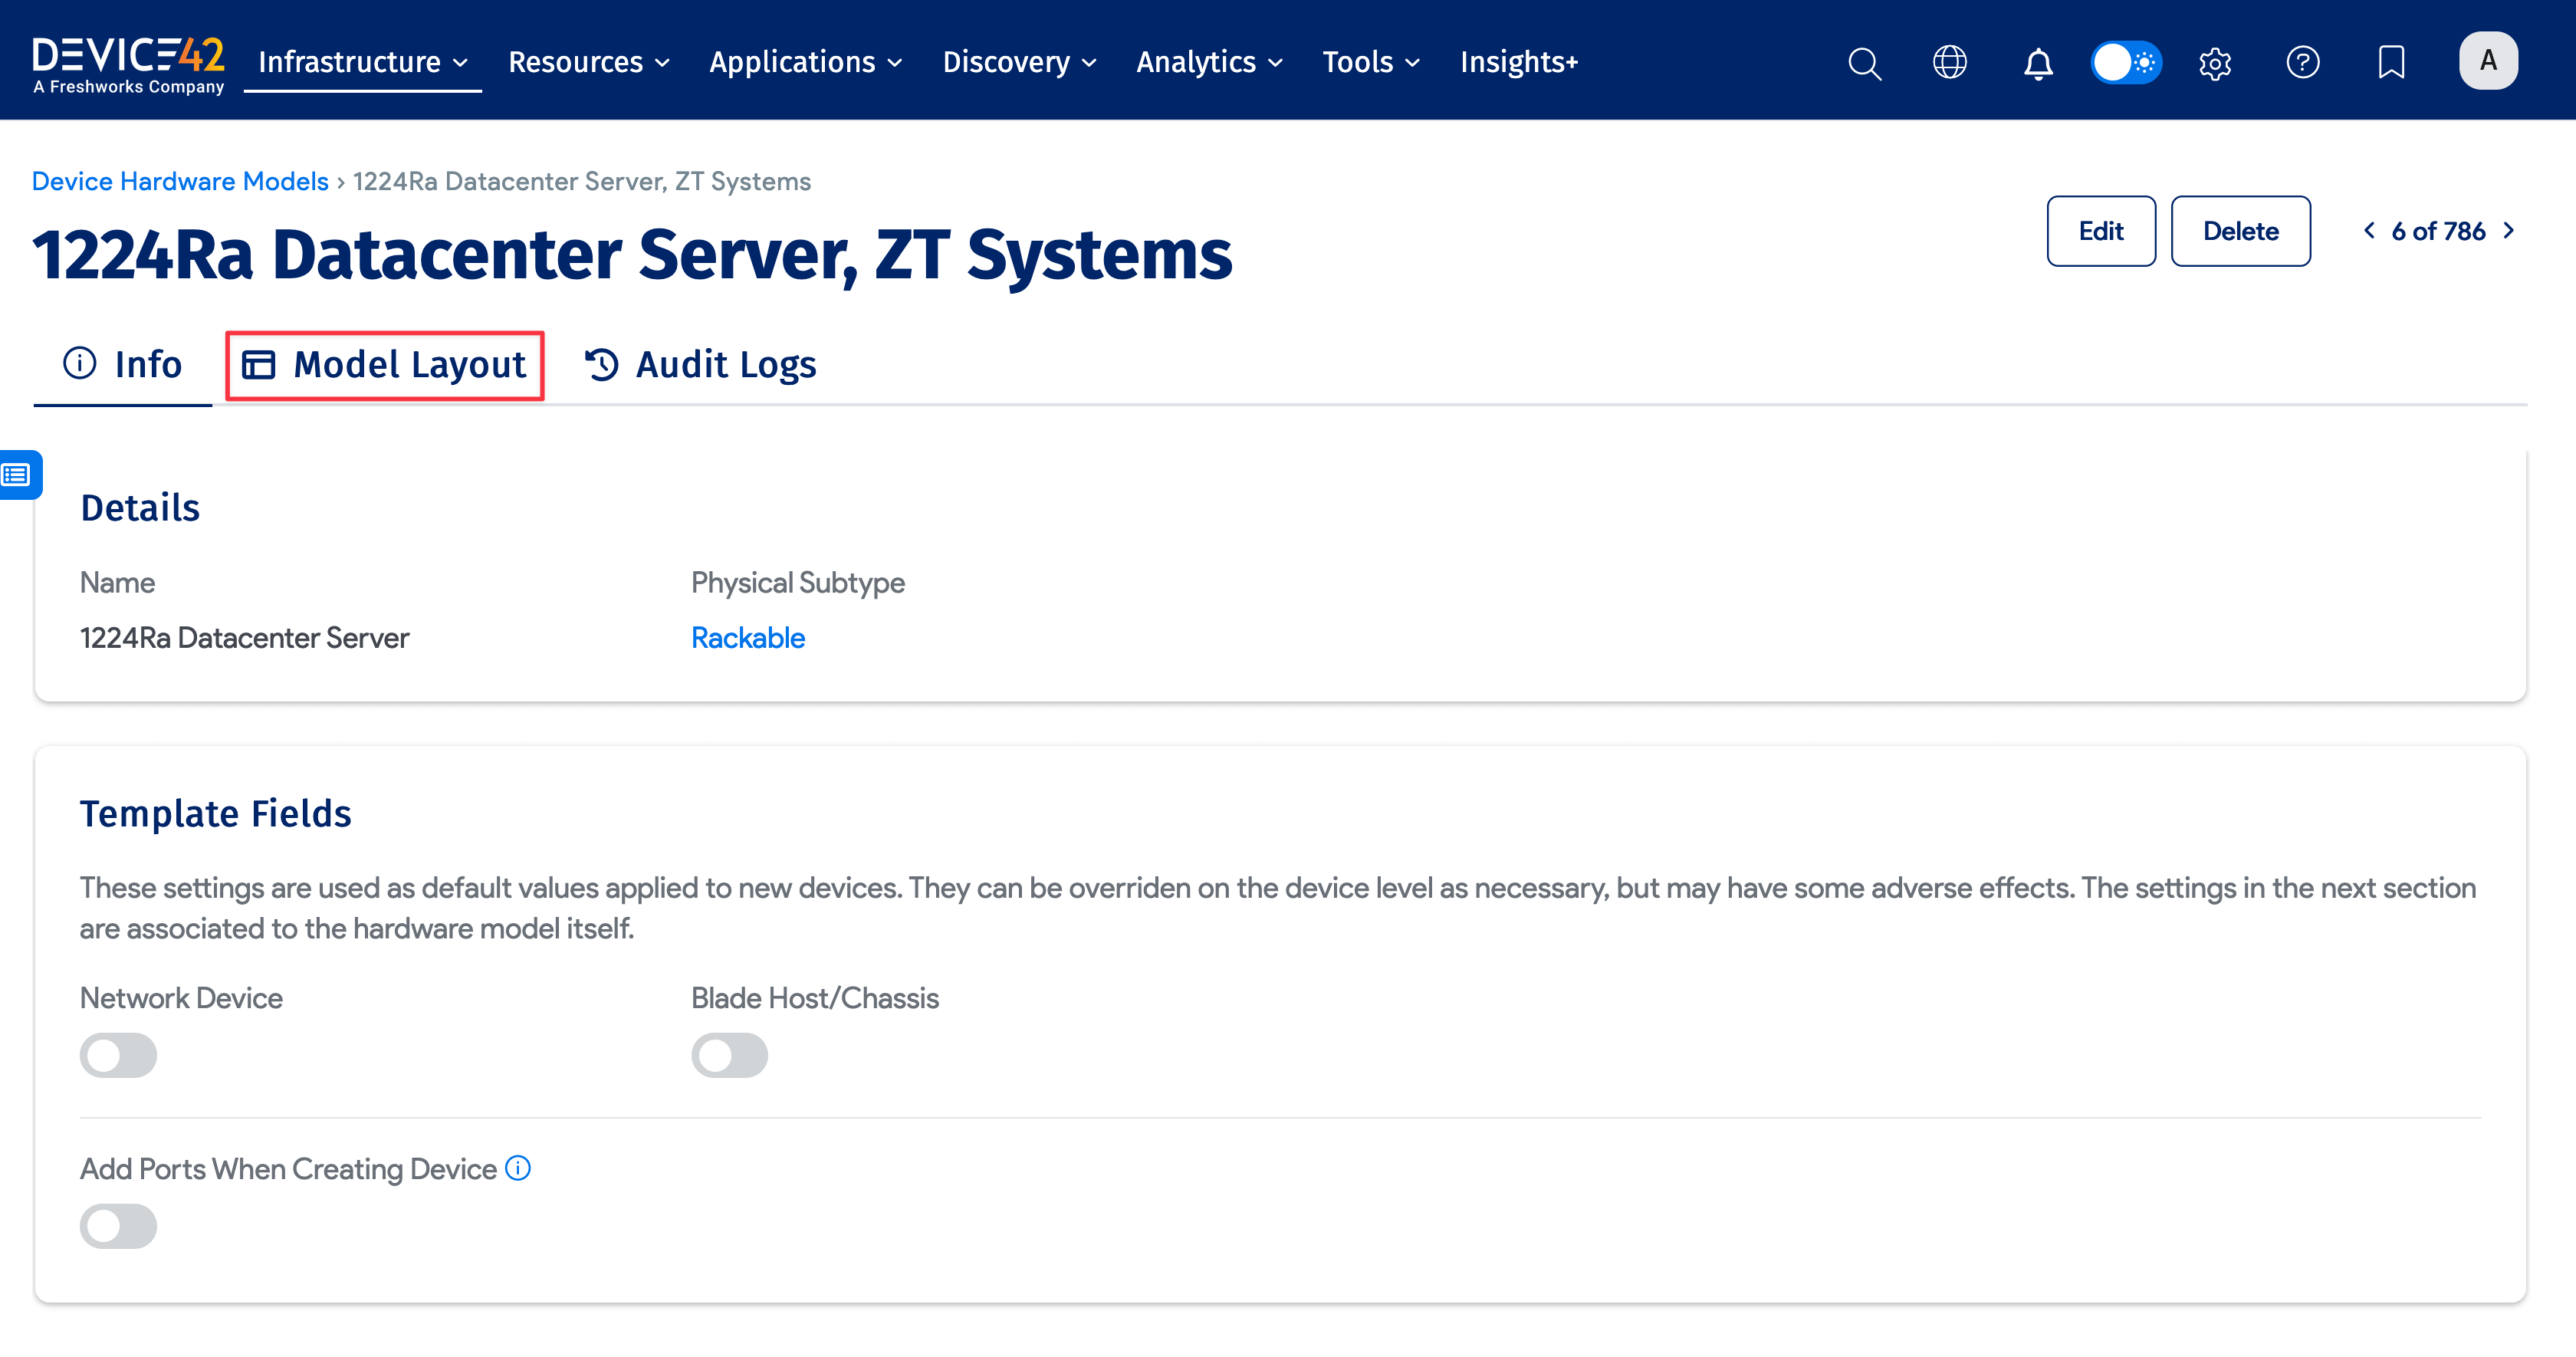 DEVICE42
A Freshworks Company
Infrastructure
Resources
Applications
Discovery
Analytics
Tools
Insights+
A
Device Hardware Models › 1224Ra Datacenter Server, ZT Systems
1224Ra Datacenter Server, ZT Systems
Edit
Delete
6 of 786
Info
Model Layout
Audit Logs
Details
Name
Physical Subtype
1224Ra Datacenter Server
Rackable
Template Fields
These settings are used as default values applied to new devices. They can be overriden on the device level as necessary, but may have some adverse effects. The settings in the next section
are associated to the hardware model itself.
Network Device
Blade Host/Chassis
Add Ports When Creating Device